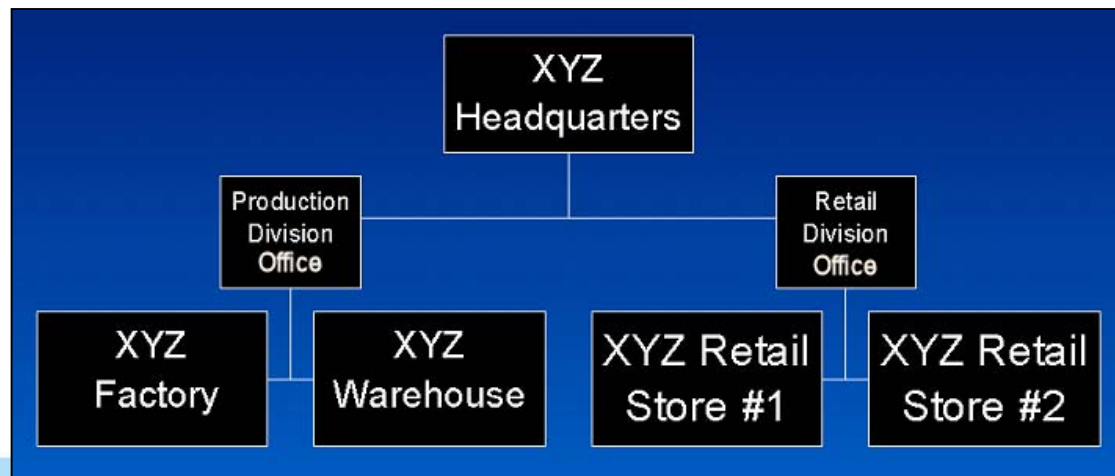 XYZ
Headquarters
Production
Division
Office
Retail
Division
Office
XYZ
Factory
XYZ
Warehouse
XYZ Retail
Store #1
XYZ Retail
Store #2